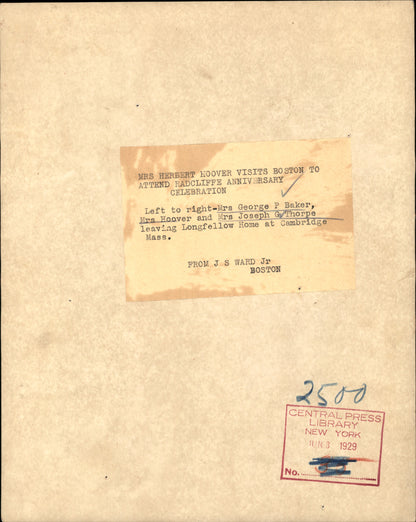 MRS HERBERT HOOVER VISITS BOSTON TO
ATTEND RADCLIFFE ANNIVERSARY
CELEBRATION
Left to right-Mrs George P Baker,
Mrs Hoover and Mrs Joseph G Thorpe
leaving Longfellow Home at Cambridge
Mass.
FROM J S WARD Jr
BOSTON
2500
CENTRAL PRESS
LIBRARY
NEW YORK
1929
No.